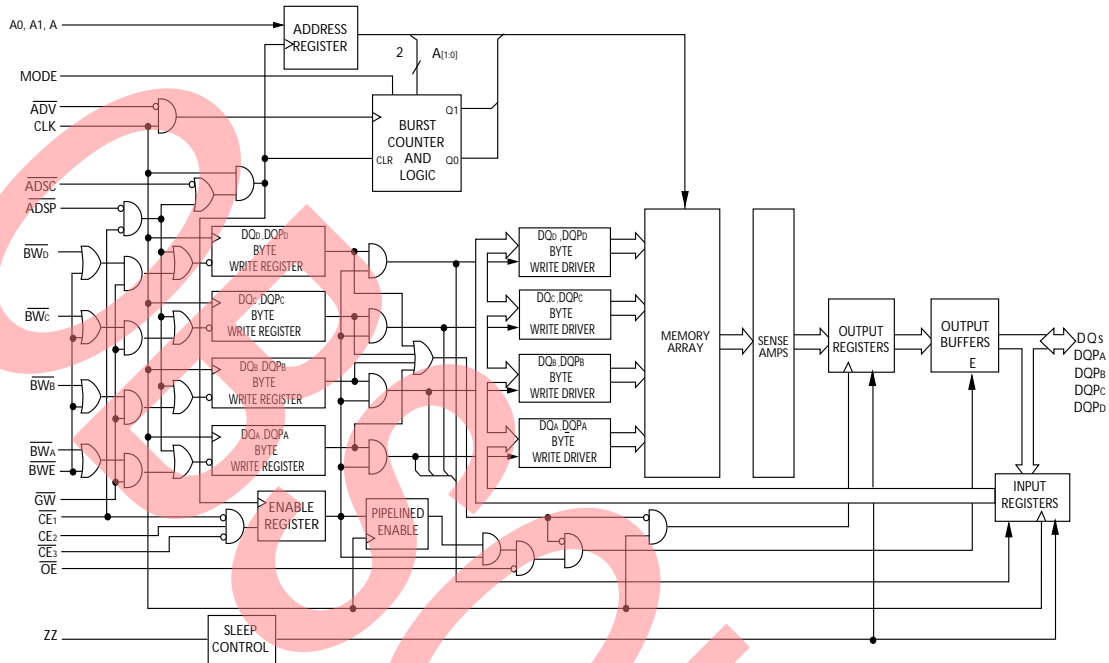 A0, A1, A
ADDRESS
REGISTER
2 A[1:0]
MODE
ADV
CLK
BURST
COUNTER
AND
LOGIC
CLR
Q1
Q0
ADSC
ADSP
BWD
BWC
BWB
BWA
BWE
GW
CE1
CE2
CE3
OE
ZZ
DQD ,DQPD
BYTE
WRITE REGISTER
DQC ,DQPC
BYTE
WRITE REGISTER
DQB ,DQPB
BYTE
WRITE REGISTER
DQA ,DQPA
BYTE
WRITE REGISTER
ENABLE
REGISTER
PIPELINED
ENABLE
SLEEP
CONTROL
DQD ,DQPD
BYTE
WRITE DRIVER
DQC ,DQPC
BYTE
WRITE DRIVER
DQB ,DQPB
BYTE
WRITE DRIVER
DQA ,DQPA
BYTE
WRITE DRIVER
MEMORY
ARRAY
SENSE
AMPS
OUTPUT
REGISTERS
OUTPUT
BUFFERS
E
DQs
DQPA
DQPB
DQPC
DQPD
INPUT
REGISTERS